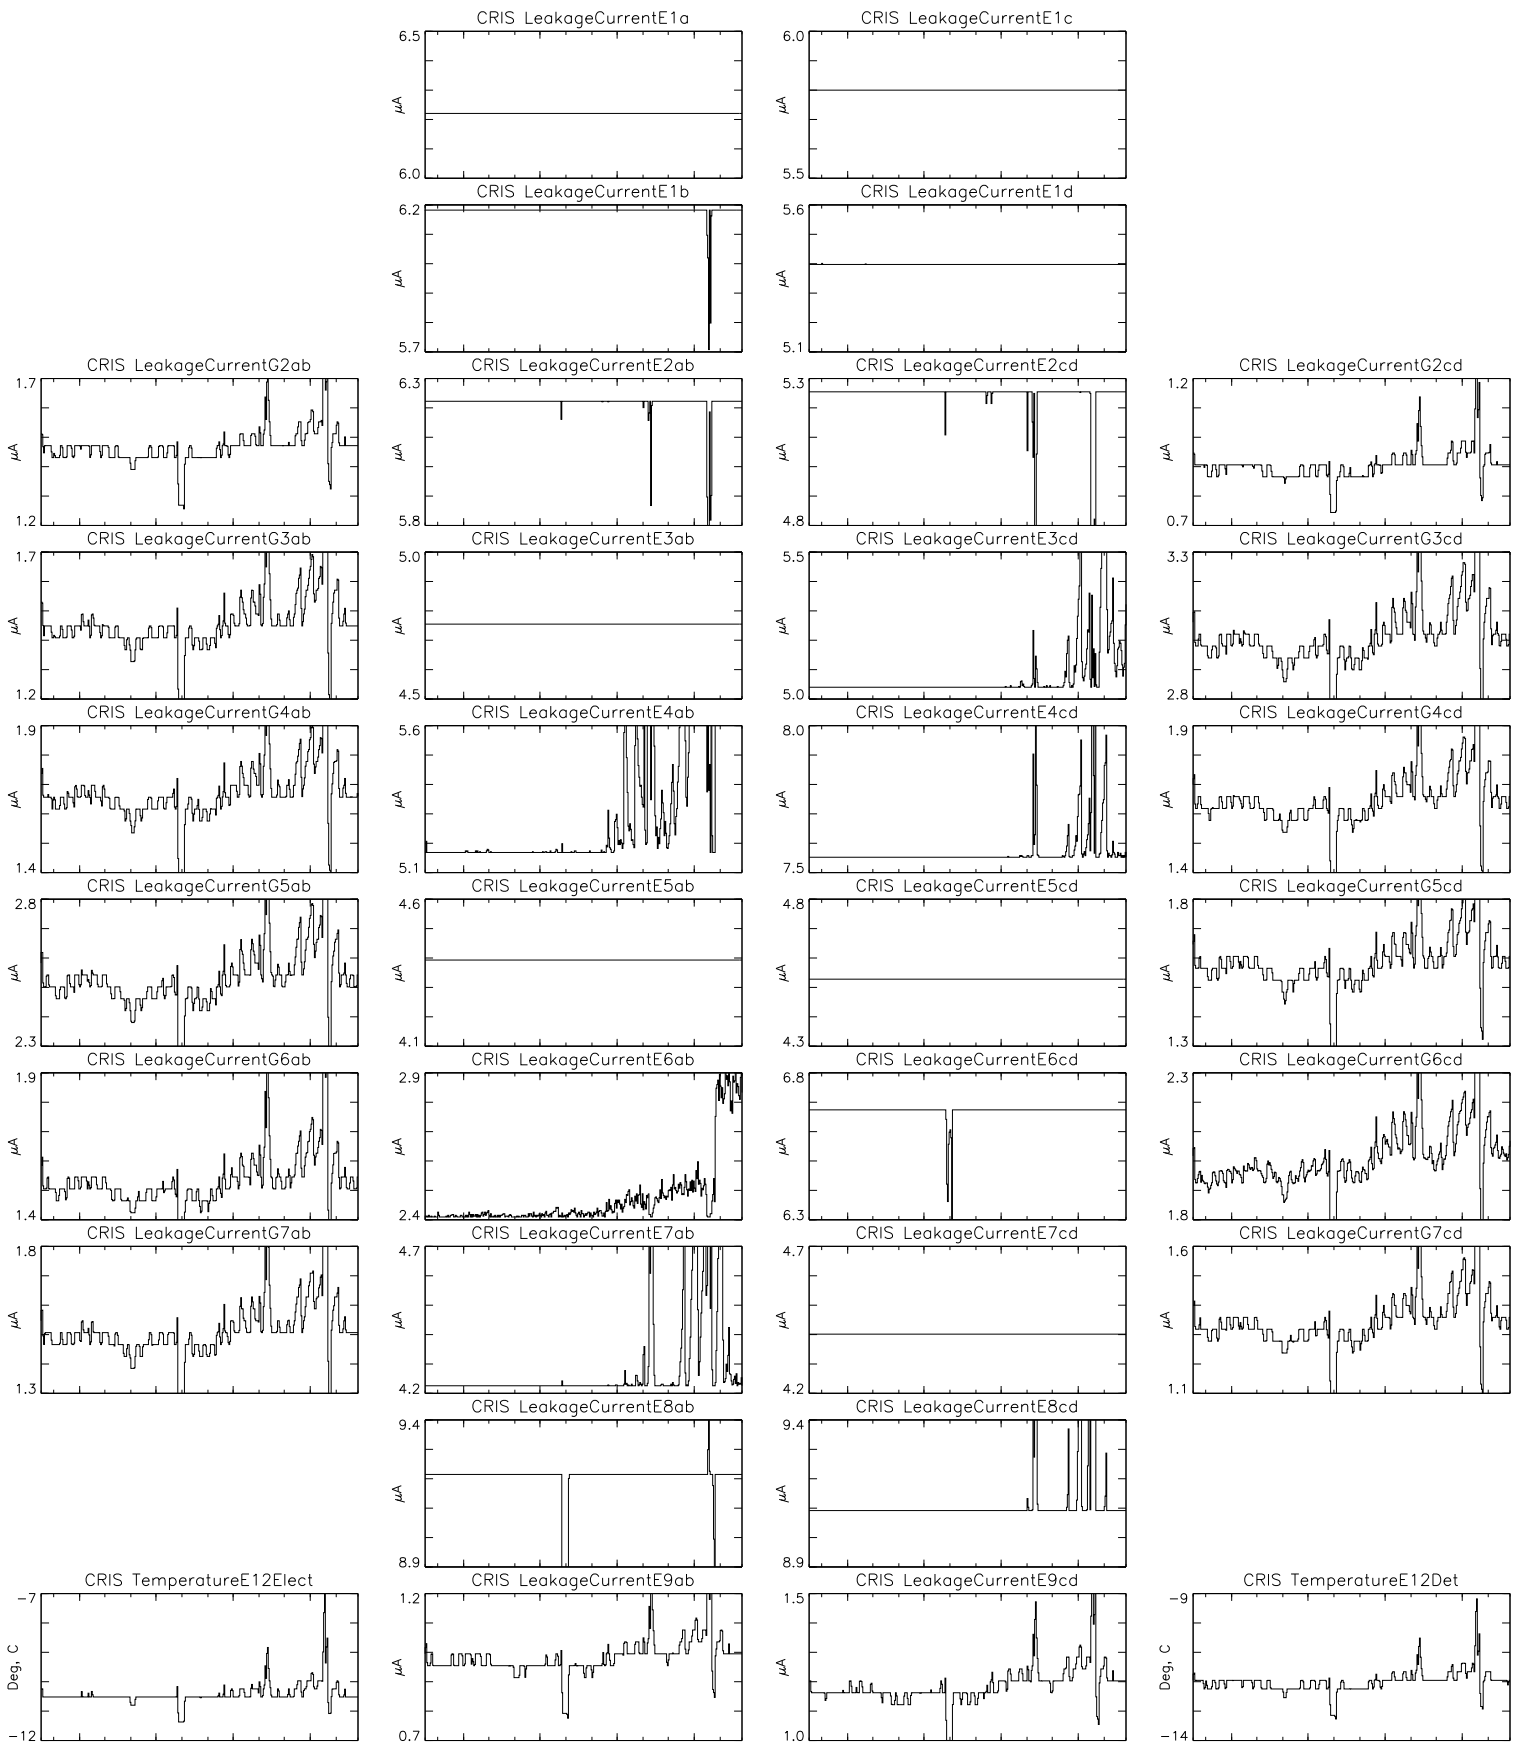 CRIS LeakageCurrentE1a
6.5
μA
6.0
CRIS LeakageCurrentE1c
6.0
μA
5.5
CRIS LeakageCurrentE1b
6.2
μA
5.7
CRIS LeakageCurrentE1d
5.6
μA
5.1
CRIS LeakageCurrentG2ab
1.7
μA
1.2
CRIS LeakageCurrentE2ab
6.3
μA
5.8
CRIS LeakageCurrentE2cd
5.3
μA
4.8
CRIS LeakageCurrentG2cd
1.2
μA
0.7
CRIS LeakageCurrentG3ab
1.7
μA
1.2
CRIS LeakageCurrentE3ab
5.0
μA
4.5
CRIS LeakageCurrentE3cd
5.5
μA
5.0
CRIS LeakageCurrentG3cd
3.3
μA
2.8
CRIS LeakageCurrentG4ab
1.9
μA
1.4
CRIS LeakageCurrentE4ab
5.6
μA
5.1
CRIS LeakageCurrentE4cd
8.0
μA
7.5
CRIS LeakageCurrentG4cd
1.9
μA
1.4
CRIS LeakageCurrentG5ab
2.8
μA
2.3
CRIS LeakageCurrentE5ab
4.6
μA
4.1
CRIS LeakageCurrentE5cd
4.8
μA
4.3
CRIS LeakageCurrentG5cd
1.8
μA
1.3
CRIS LeakageCurrentG6ab
1.9
μA
1.4
CRIS LeakageCurrentE6ab
2.9
μA
2.4
CRIS LeakageCurrentE6cd
6.8
μA
6.3
CRIS LeakageCurrentG6cd
2.3
μA
1.8
CRIS LeakageCurrentG7ab
1.8
μA
1.3
CRIS LeakageCurrentE7ab
4.7
μA
4.2
CRIS LeakageCurrentE7cd
4.7
μA
4.2
CRIS LeakageCurrentG7cd
1.6
μA
1.1
CRIS LeakageCurrentE8ab
9.4
μA
8.9
CRIS LeakageCurrentE8cd
9.4
μA
8.9
CRIS TemperatureE12Elect
-7
Deg, C
-12
CRIS LeakageCurrentE9ab
1.2
μA
0.7
CRIS LeakageCurrentE9cd
1.5
μA
1.0
CRIS TemperatureE12Det
-9
Deg, C
-14